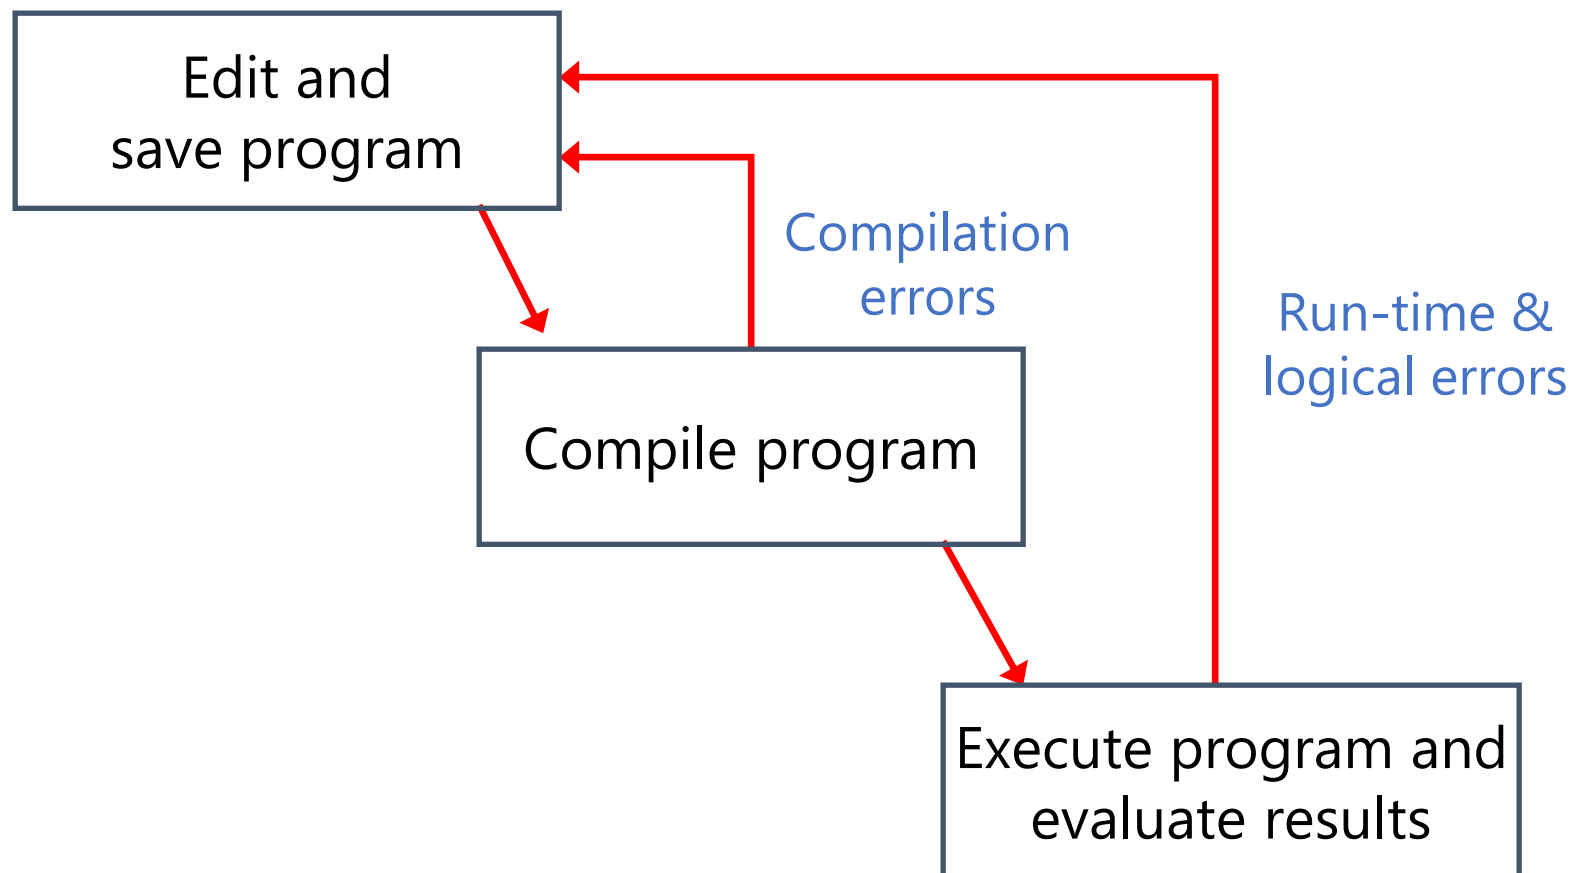 Edit and
save program
Compilation
errors
Run-time &
logical errors
Compile program
Execute program and
evaluate results